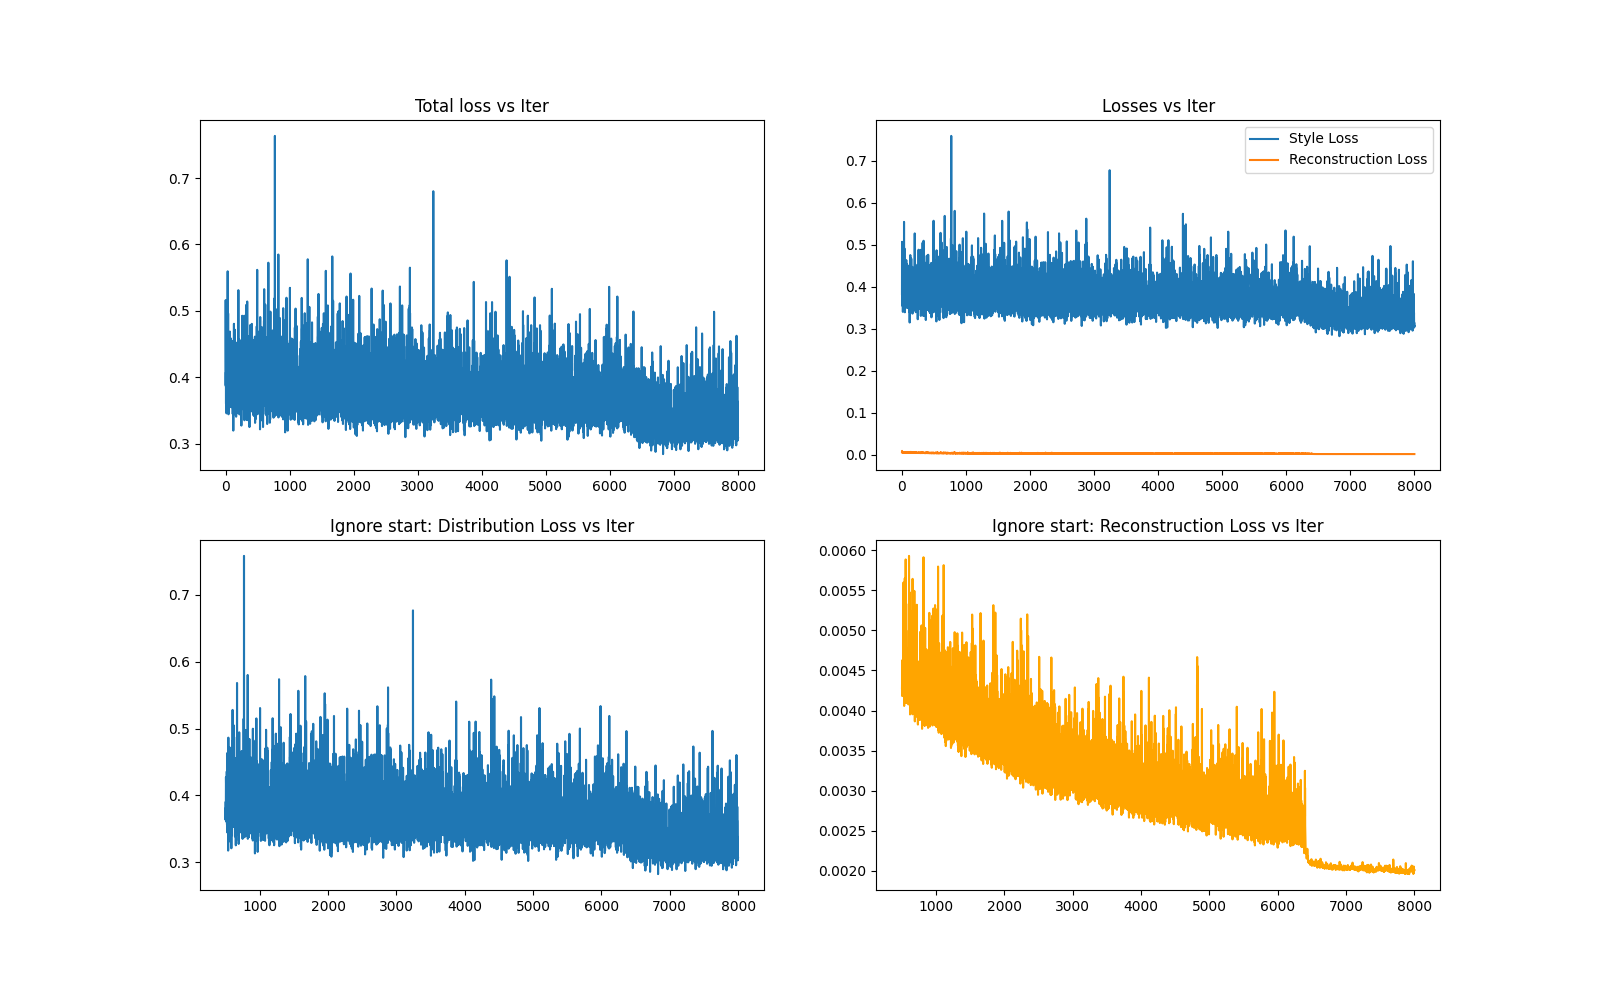 Total loss vs Iter
0.7
0.6
0.5
0.4
0.3
0 1000 2000 3000 4000 5000 6000 7000 8000
Losses vs Iter
Style Loss
Reconstruction Loss
0.7
0.6
0.5
0.4
0.3
0.2
0.1
0.0
0 1000 2000 3000 4000 5000 6000 7000 8000
Ignore start: Distribution Loss vs Iter
0.7
0.6
0.5
0.4
0.3
1000 2000 3000 4000 5000 6000 7000 8000
Ignore start: Reconstruction Loss vs Iter
0.0060
0.0055
0.0050
0.0045
0.0040
0.0035
0.0030
0.0025
0.0020
1000 2000 3000 4000 5000 6000 7000 8000